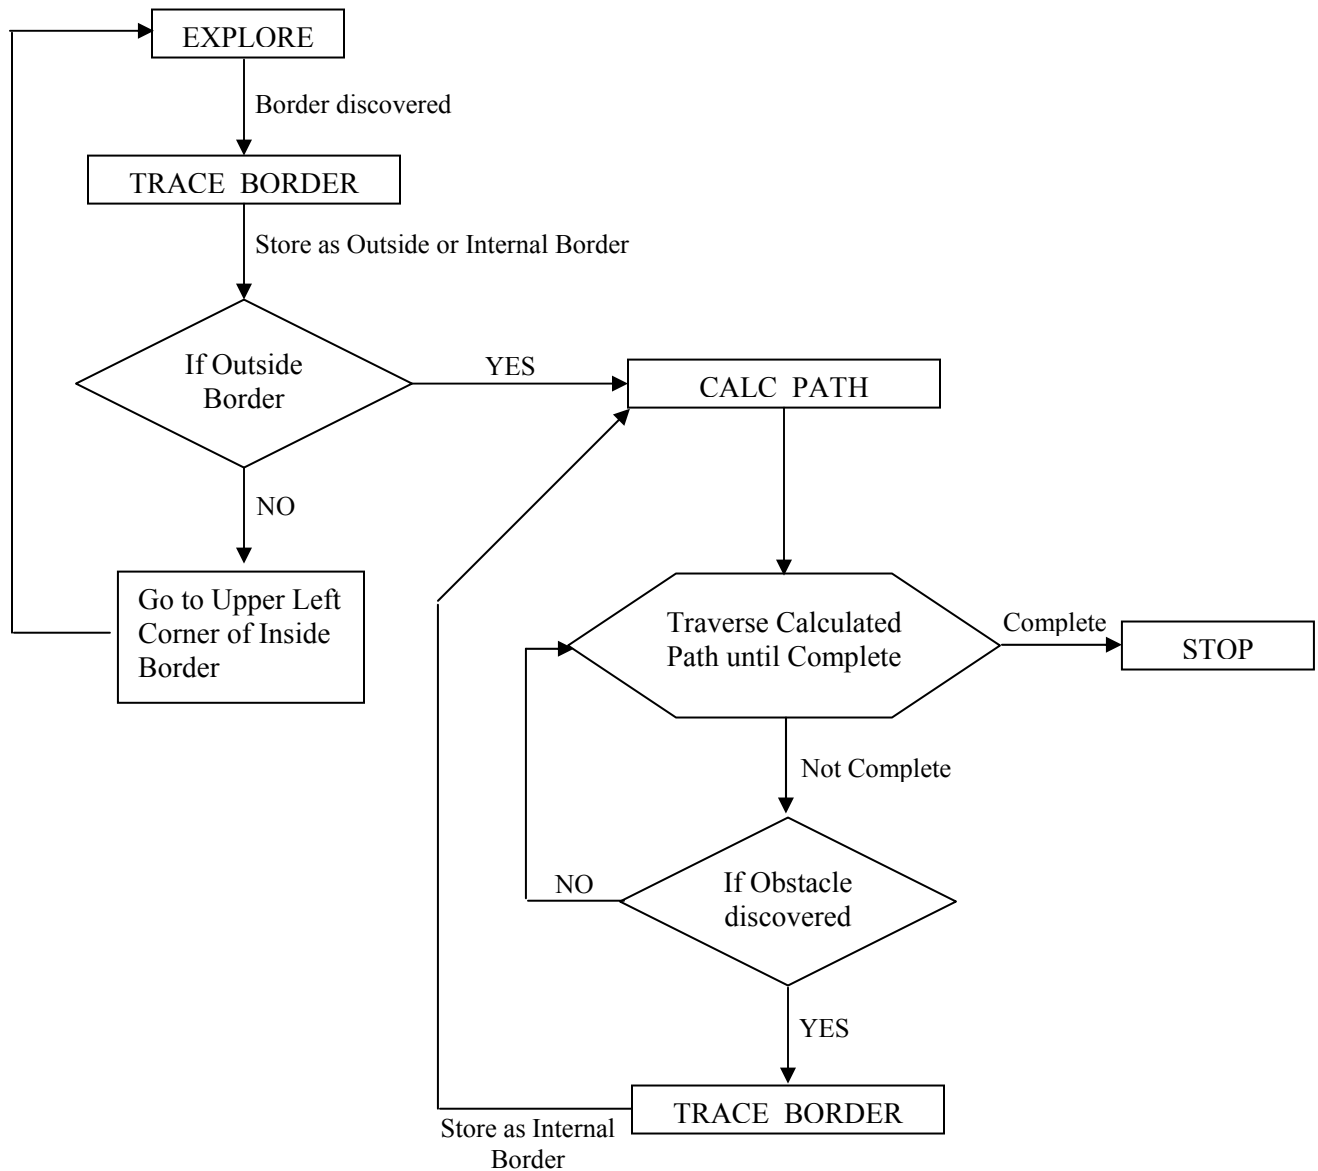 EXPLORE
Border discovered
TRACE BORDER
Store as Outside or Internal Border
If Outside
Border
YES
CALC PATH
NO
Go to Upper Left
Corner of Inside
Border
Traverse Calculated
Path until Complete
Complete
STOP
Not Complete
If Obstacle
discovered
NO
YES
TRACE BORDER
Store as Internal
Border